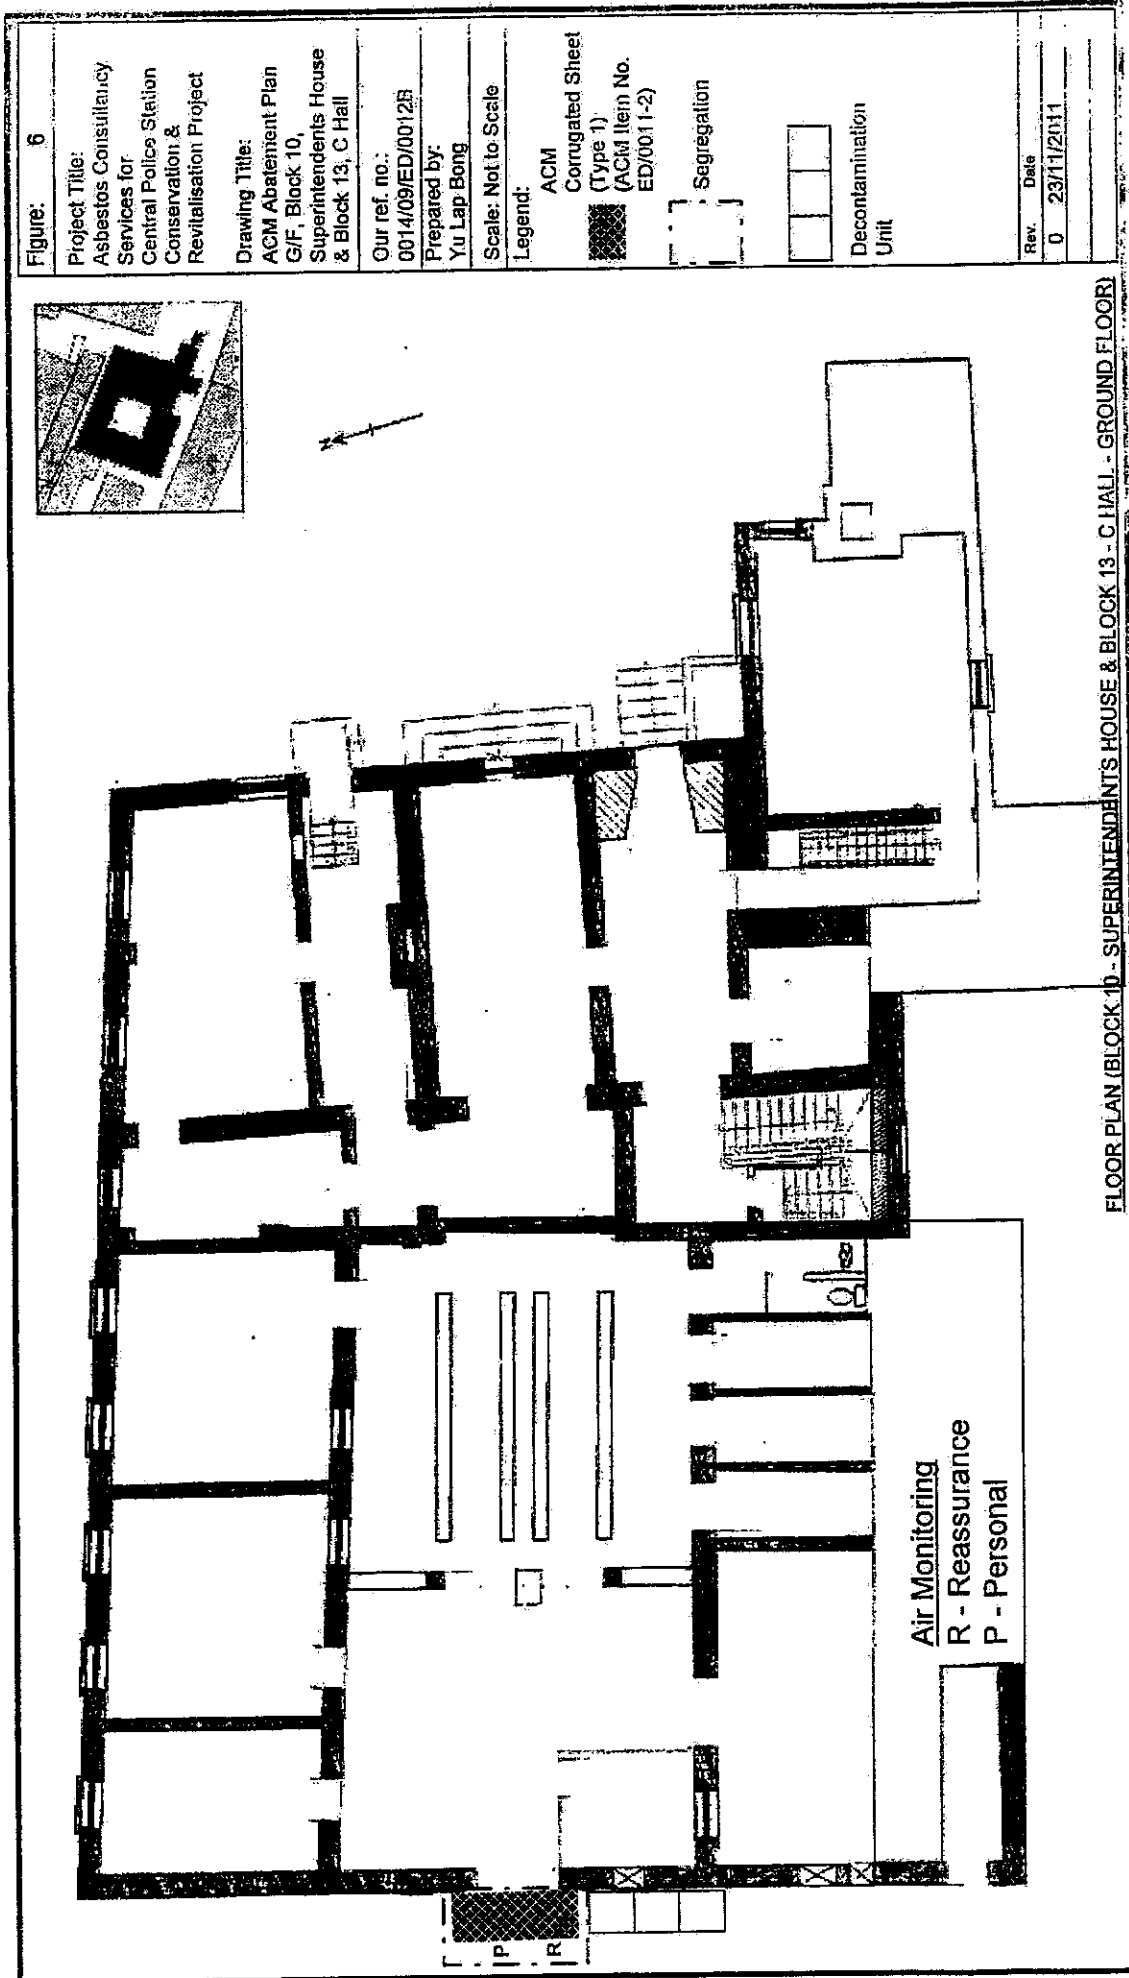 Figure: 6
Project Title:
Asbestos Consultancy
Services for
Central Police Station
Conservation &
Revitalisation Project
Drawing Title:
ACM Abatement Plan
G/F, Block 10,
Superintendents House
& Block 13, C Hall
Our ref. no.:
0014/09/ED/0012B
Prepared by:
Yu Lap Bong
Scale: Not to Scale
Legend:
ACM
Corrugated Sheet
(Type 1)
(ACM Item No.
ED/0011-2)
Segregation
Decontamination
Unit
Rev. Date
0 23/11/2011
N
P
R
Air Monitoring
R - Reassurance
P - Personal
FLOOR PLAN (BLOCK 10 - SUPERINTENDENTS HOUSE & BLOCK 13 - C HALL - GROUND FLOOR)